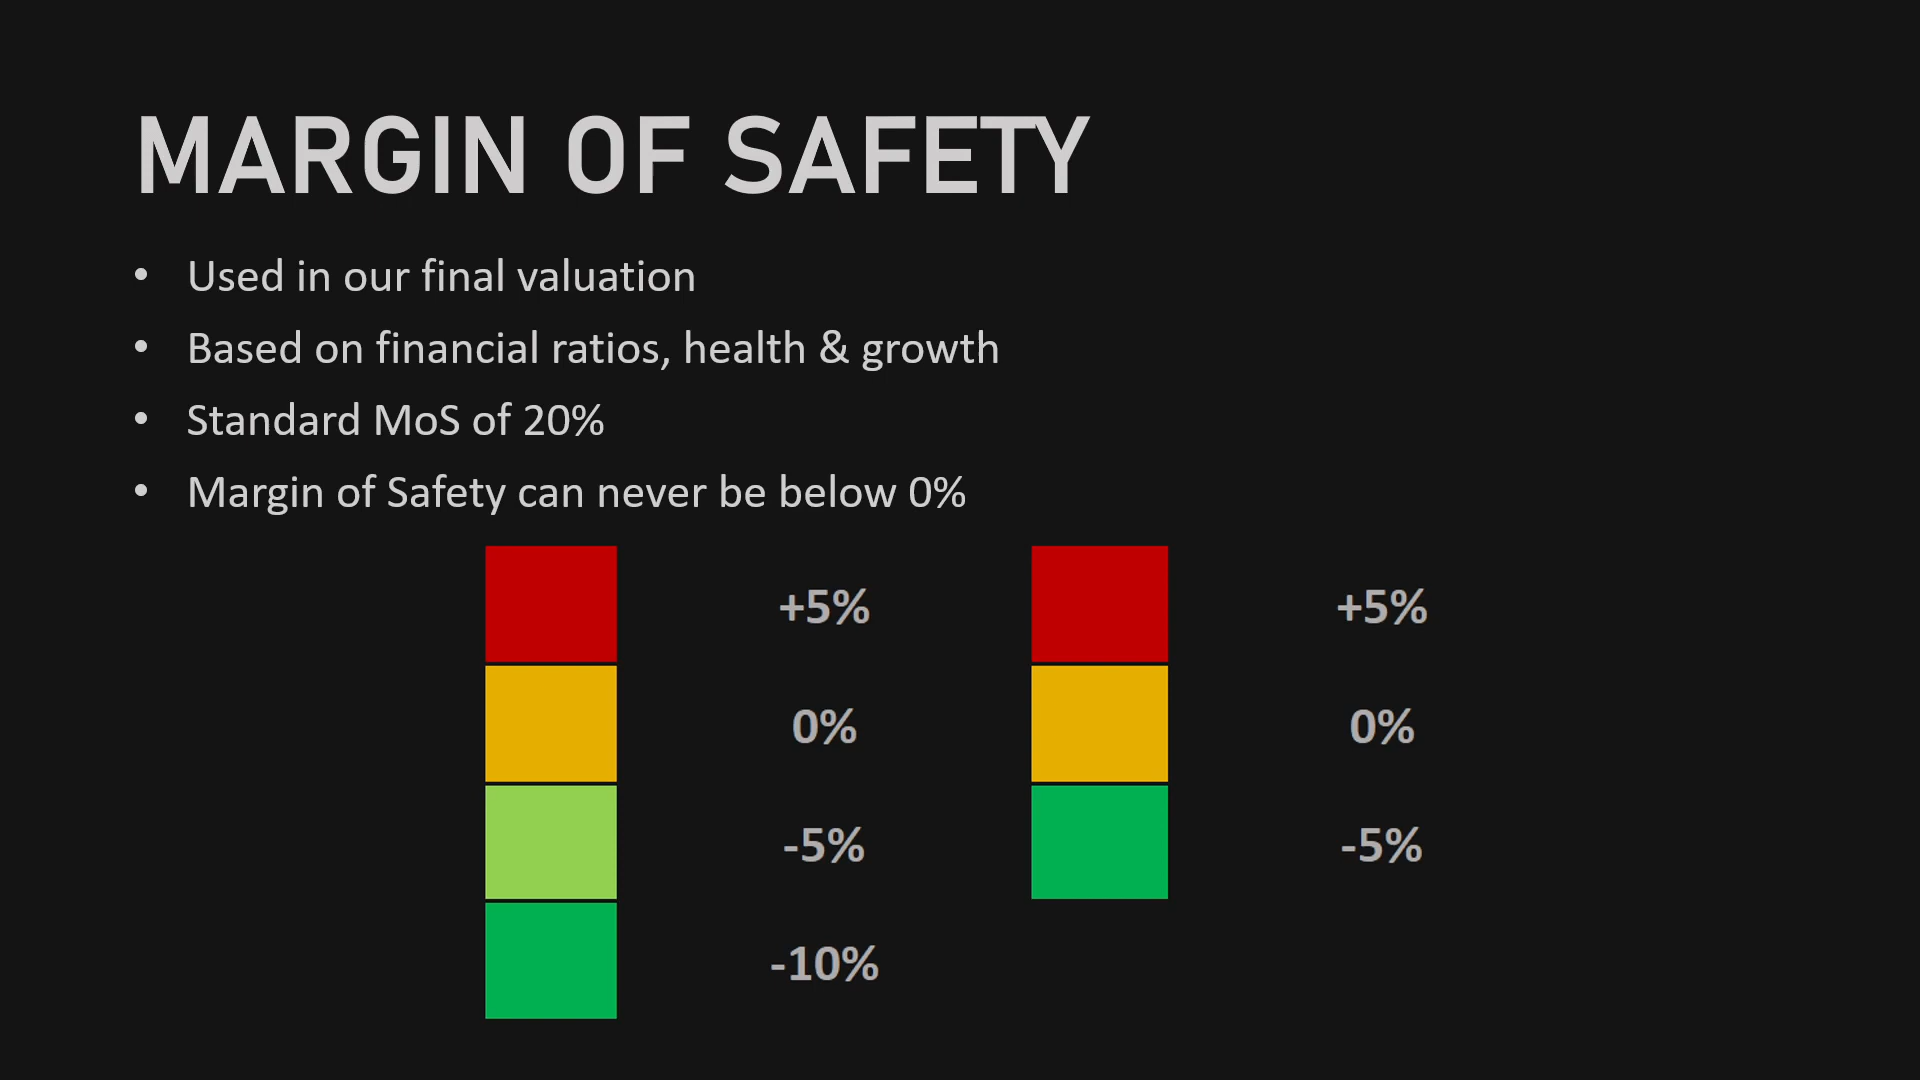 MARGIN OF SAFETY
• Used in our final valuation
• Based on financial ratios, health & growth
• Standard MoS of 20%
• Margin of Safety can never be below 0%
+5% +5%
0% 0%
-5% -5%
-10%